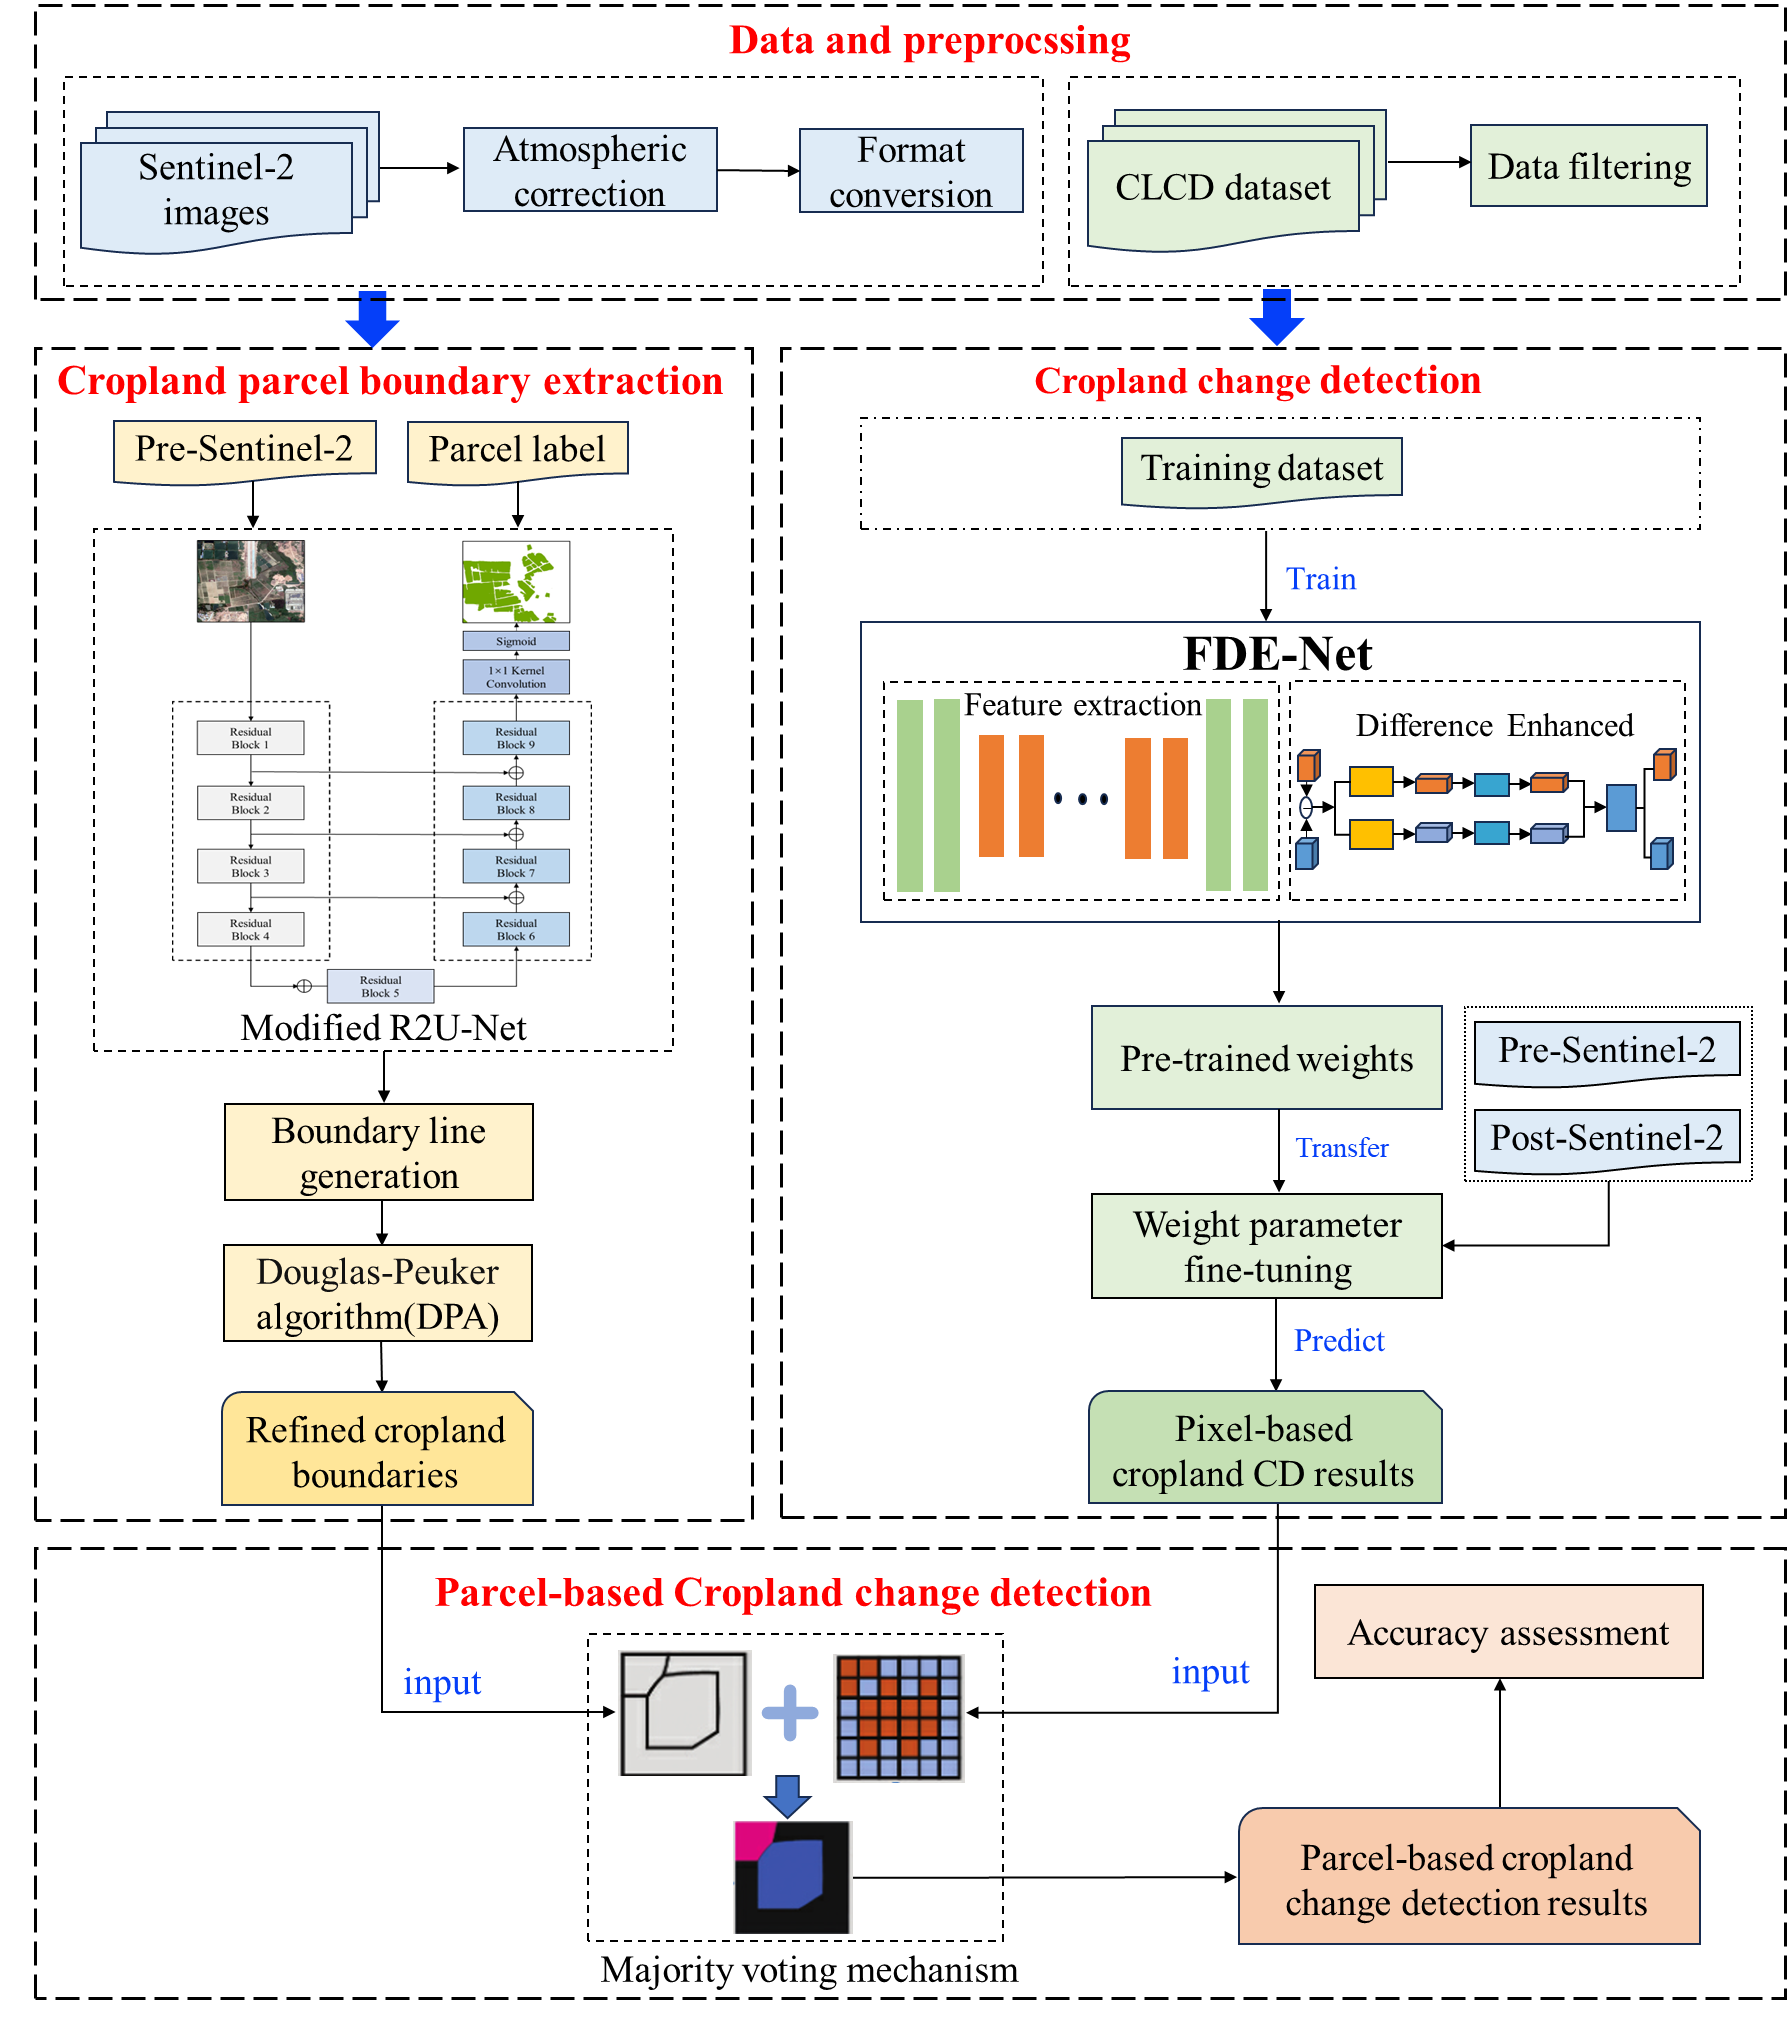 Data and preprocssing
Sentinel-2
images
Atmospheric
correction
Format
conversion
CLCD dataset
Data filtering
Cropland parcel boundary extraction
Pre-Sentinel-2
Parcel label
Sigmoid
1×1 Kernel
Convolution
Residual
Block 1
Residual
Block 9
Residual
Block 2
Residual
Block 8
Residual
Block 3
Residual
Block 7
Residual
Block 4
Residual
Block 6
Residual
Block 5
Modified R2U-Net
Boundary line
generation
Douglas-Peuker
algorithm(DPA)
Refined cropland
boundaries
Cropland change detection
Training dataset
Train
FDE-Net
Feature extraction
Difference Enhanced
Pre-trained weights
Pre-Sentinel-2
Post-Sentinel-2
Transfer
Weight parameter
fine-tuning
Predict
Pixel-based
cropland CD results
Parcel-based Cropland change detection
input
input
Accuracy assessment
Parcel-based cropland
change detection results
Majority voting mechanism